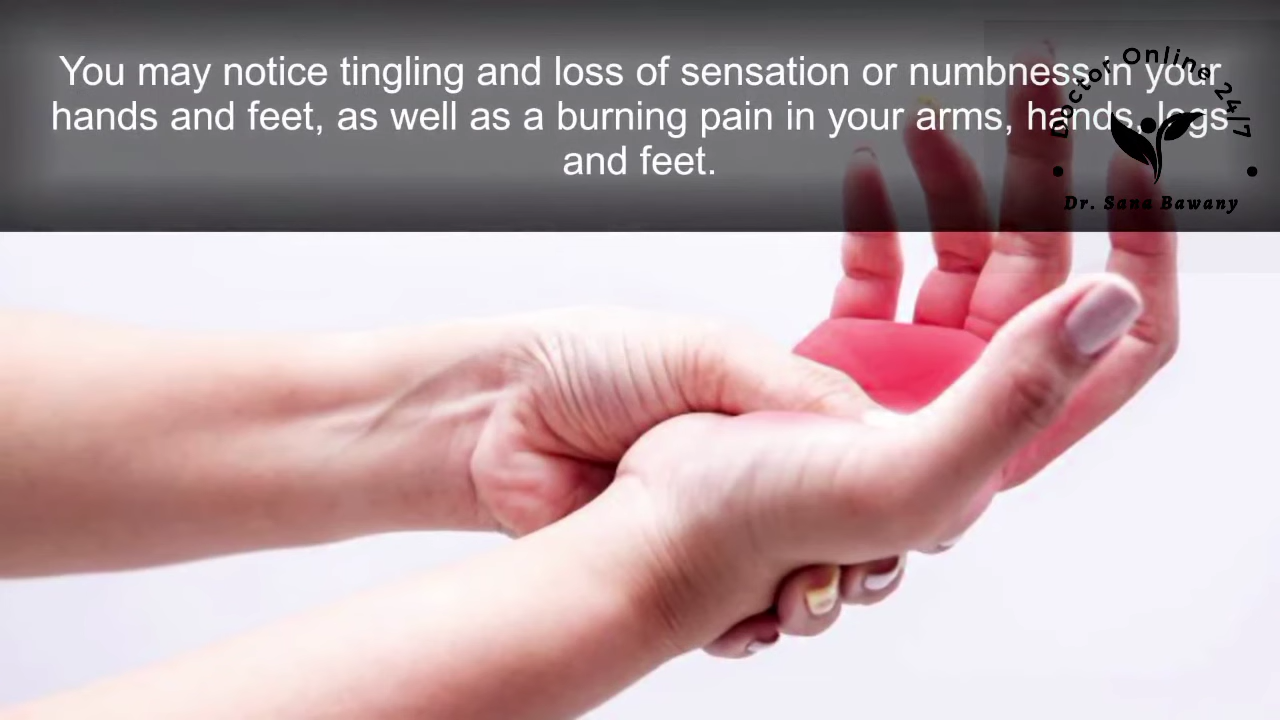 You may notice tingling and loss of sensation or numbness in your
hands and feet, as well as a burning pain in your arms, hands, legs
and feet.
Doctor Online 24/7
Dr. Sana Bawany